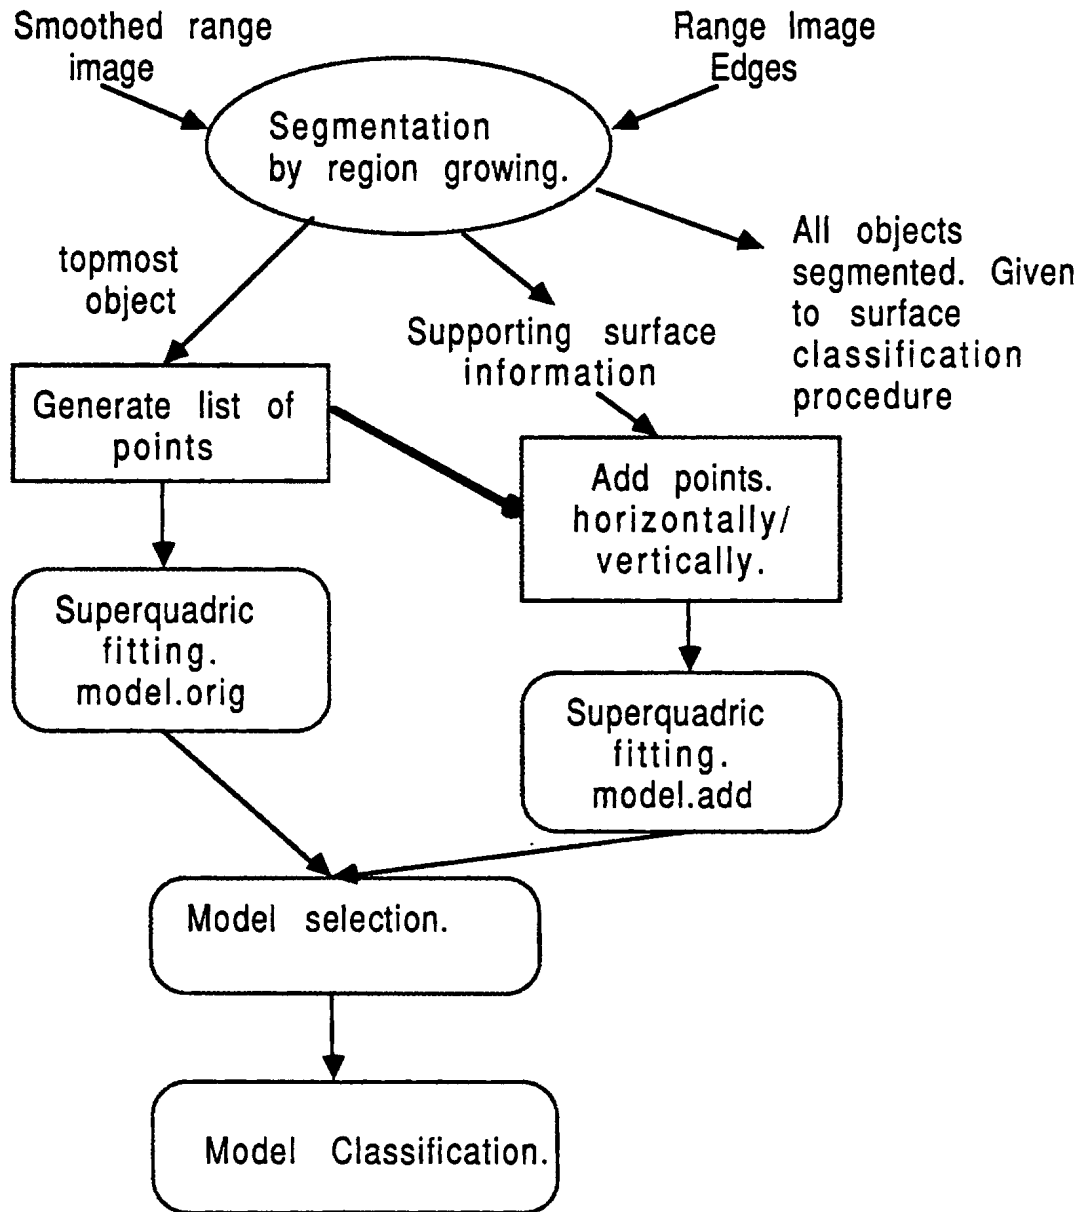 Smoothed range
image
Range Image
Edges
Segmentation
by region growing.
topmost
object
Supporting surface
information
All objects
segmented. Given
to surface
classification
procedure
Generate list of
points
Add points.
horizontally/
vertically.
Superquadric
fitting.
model.orig
Superquadric
fitting.
model.add
Model selection.
Model Classification.